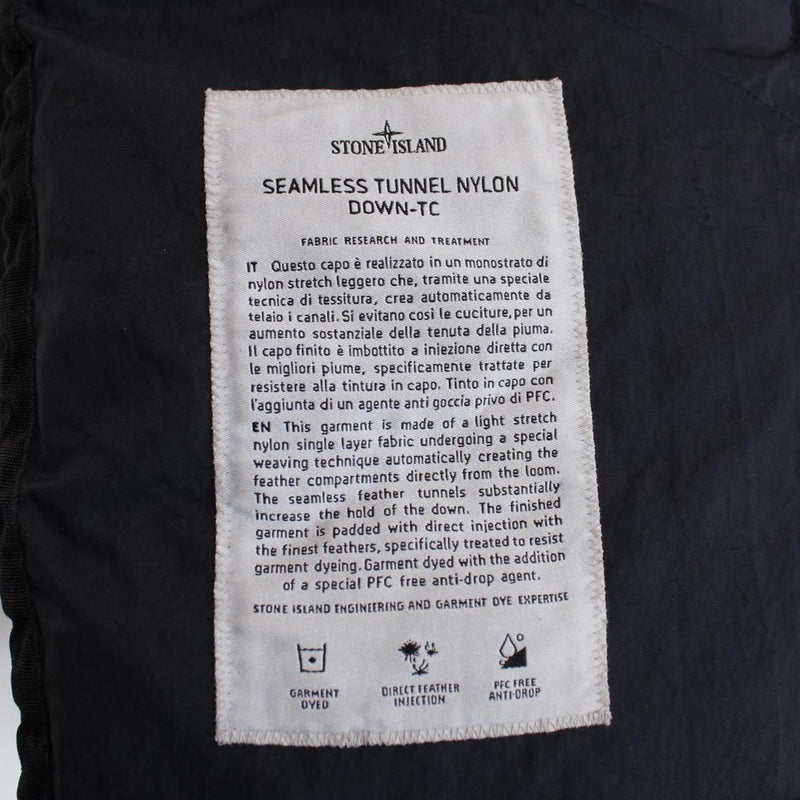 STONE ISLAND
SEAMLESS TUNNEL NYLON
DOWN-TC
FABRIC RESEARCH AND TREATMENT
IT Questo capo è realizzato in un monostrato di
nylon stretch leggero che, tramite una speciale
tecnica di tessitura, crea automaticamente da
telaio i canali. Si evitano così le cuciture, per un
aumento sostanziale della tenuta della piuma.
Il capo finito è imbottito a iniezione diretta con
le migliori piume, specificamente trattate per
resistere alla tintura in capo. Tinto in capo con
l'aggiunta di un agente anti goccia privo di PFC.
EN This garment is made of a light stretch
nylon single layer fabric undergoing a special
weaving technique automatically creating the
feather compartments directly from the loom.
The seamless feather tunnels substantially
increase the hold of the down. The finished
garment is padded with direct injection with
the finest feathers, specifically treated to resist
garment dyeing. Garment dyed with the addition
of a special PFC free anti-drop agent.
STONE ISLAND ENGINEERING AND GARMENT DYE EXPERTISE
GARMENT
DYED
DIRECT FEATHER
INJECTION
PFC FREE
ANTI-DROP